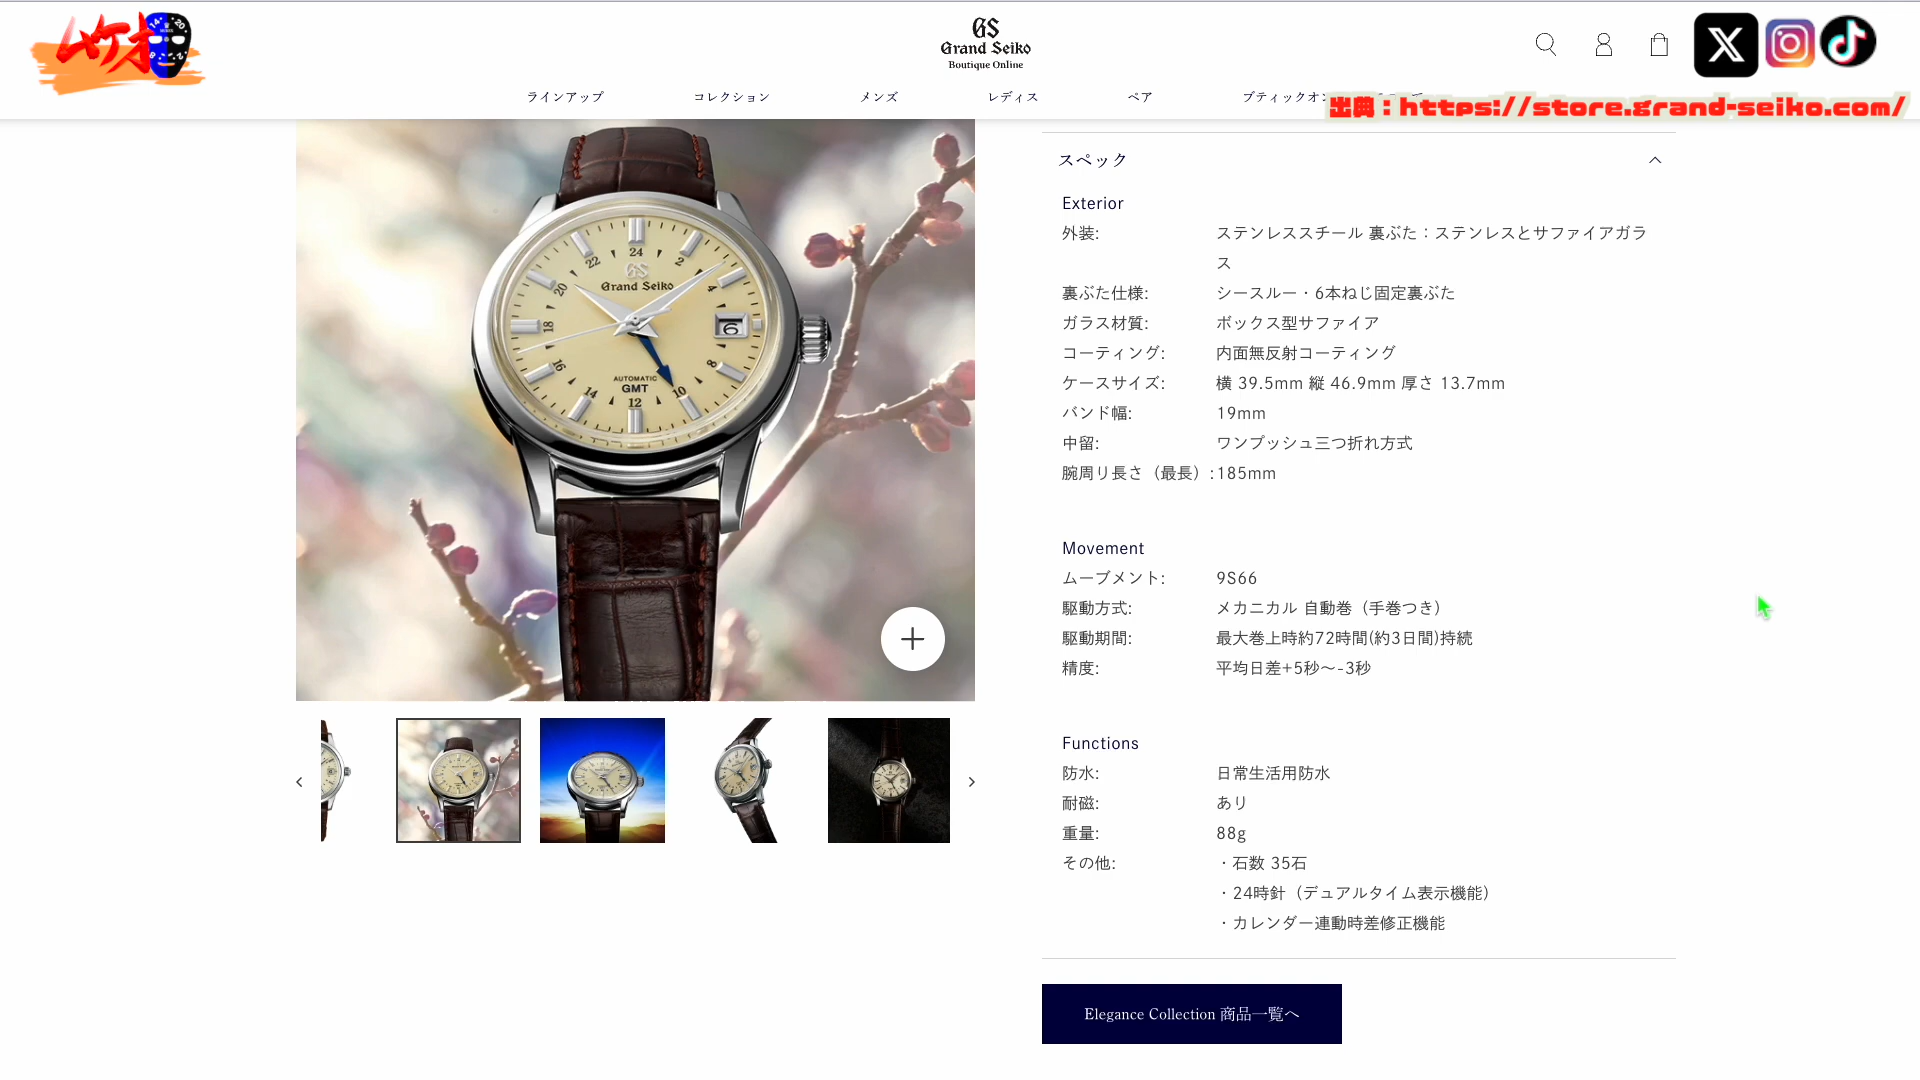 ムケオ
GS
Grand Seiko
Boutique Online
ラインアップ
コレクション
メンズ
レディス
ペア
ブティックオン
出典：https://store.grand-seiko.com/
24
2
4
6
8
10
12
14
16
18
20
22
GS
Grand Seiko
AUTOMATIC
GMT
スペック
Exterior
外装: ステンレススチール 裏ぶた：ステンレスとサファイアガラ
ス
裏ぶた仕様: シースルー・6本ねじ固定裏ぶた
ガラス材質: ボックス型サファイア
コーティング: 内面無反射コーティング
ケースサイズ: 横 39.5mm 縦 46.9mm 厚さ 13.7mm
バンド幅: 19mm
中留: ワンプッシュ三つ折れ方式
腕周り長さ（最長）: 185mm
Movement
ムーブメント: 9S66
駆動方式: メカニカル 自動巻（手巻つき）
駆動期間: 最大巻上時約72時間(約3日間)持続
精度: 平均日差+5秒〜-3秒
Functions
防水: 日常生活用防水
耐磁: あり
重量: 88g
その他: ・石数 35石
・24時針（デュアルタイム表示機能）
・カレンダー連動時差修正機能
Elegance Collection 商品一覧へ